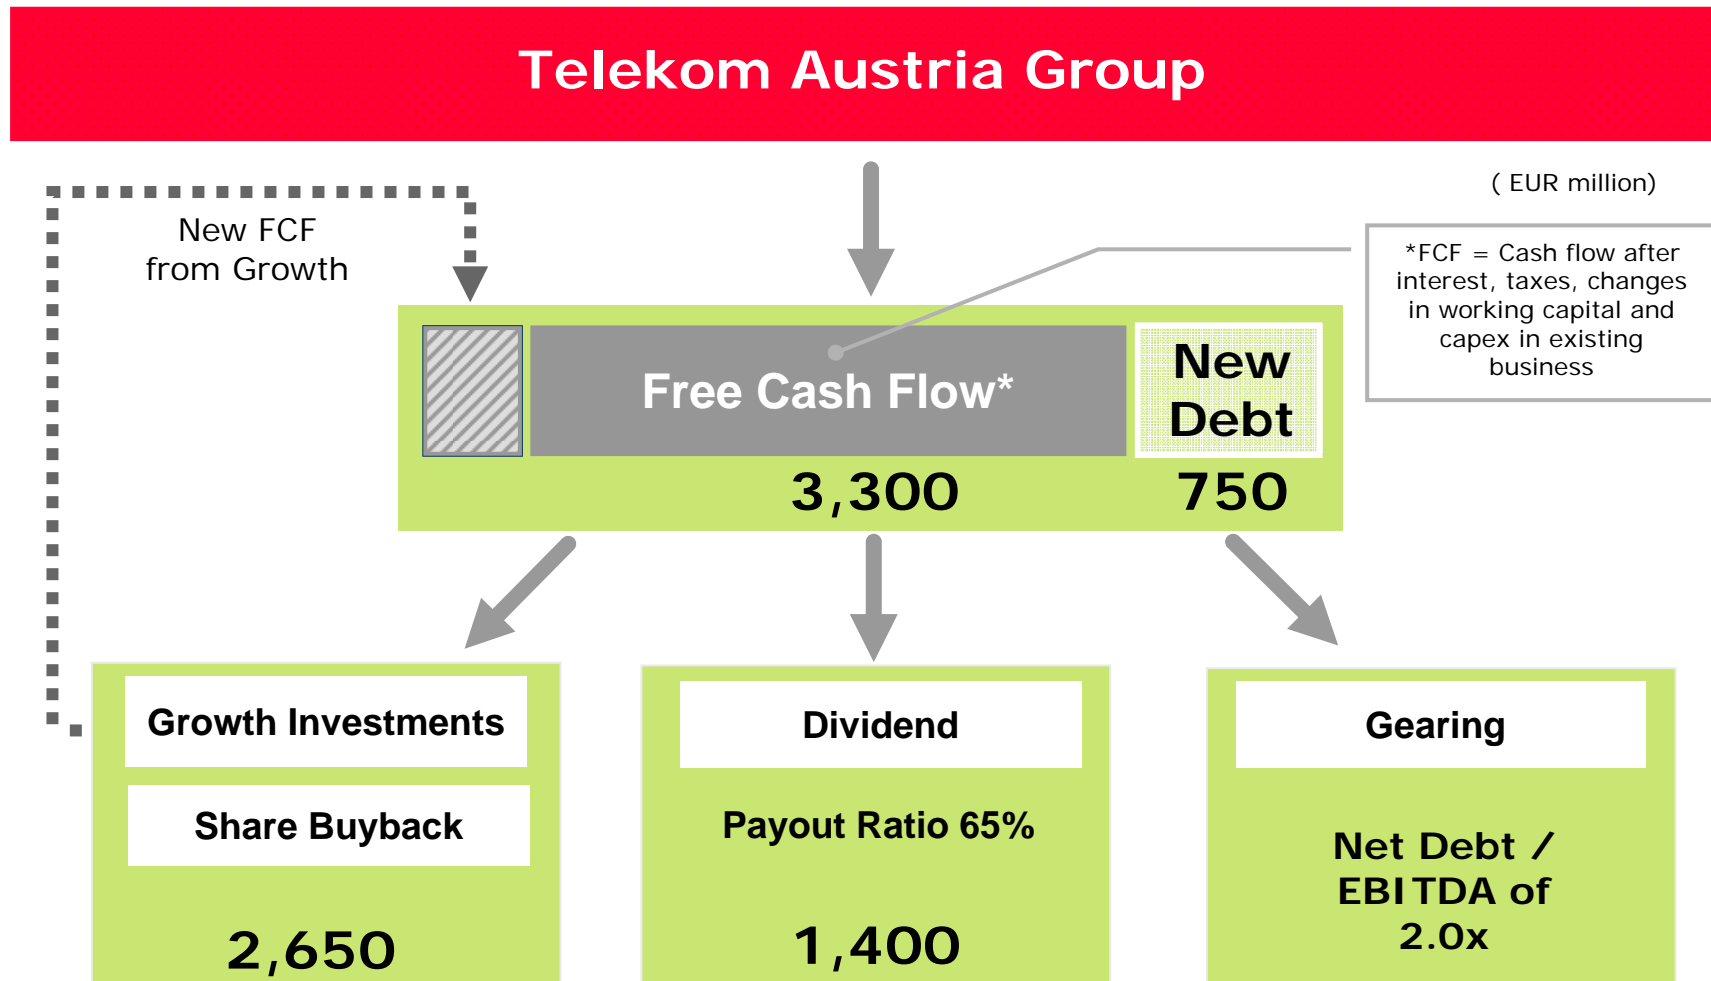 Telekom Austria Group
( EUR million)
New FCF
from Growth
*FCF = Cash flow after
interest, taxes, changes
in working capital and
capex in existing
business
Free Cash Flow*
New
Debt
3,300
750
Growth Investments
Share Buyback
2,650
Dividend
Payout Ratio 65%
1,400
Gearing
Net Debt /
EBITDA of
2.0x